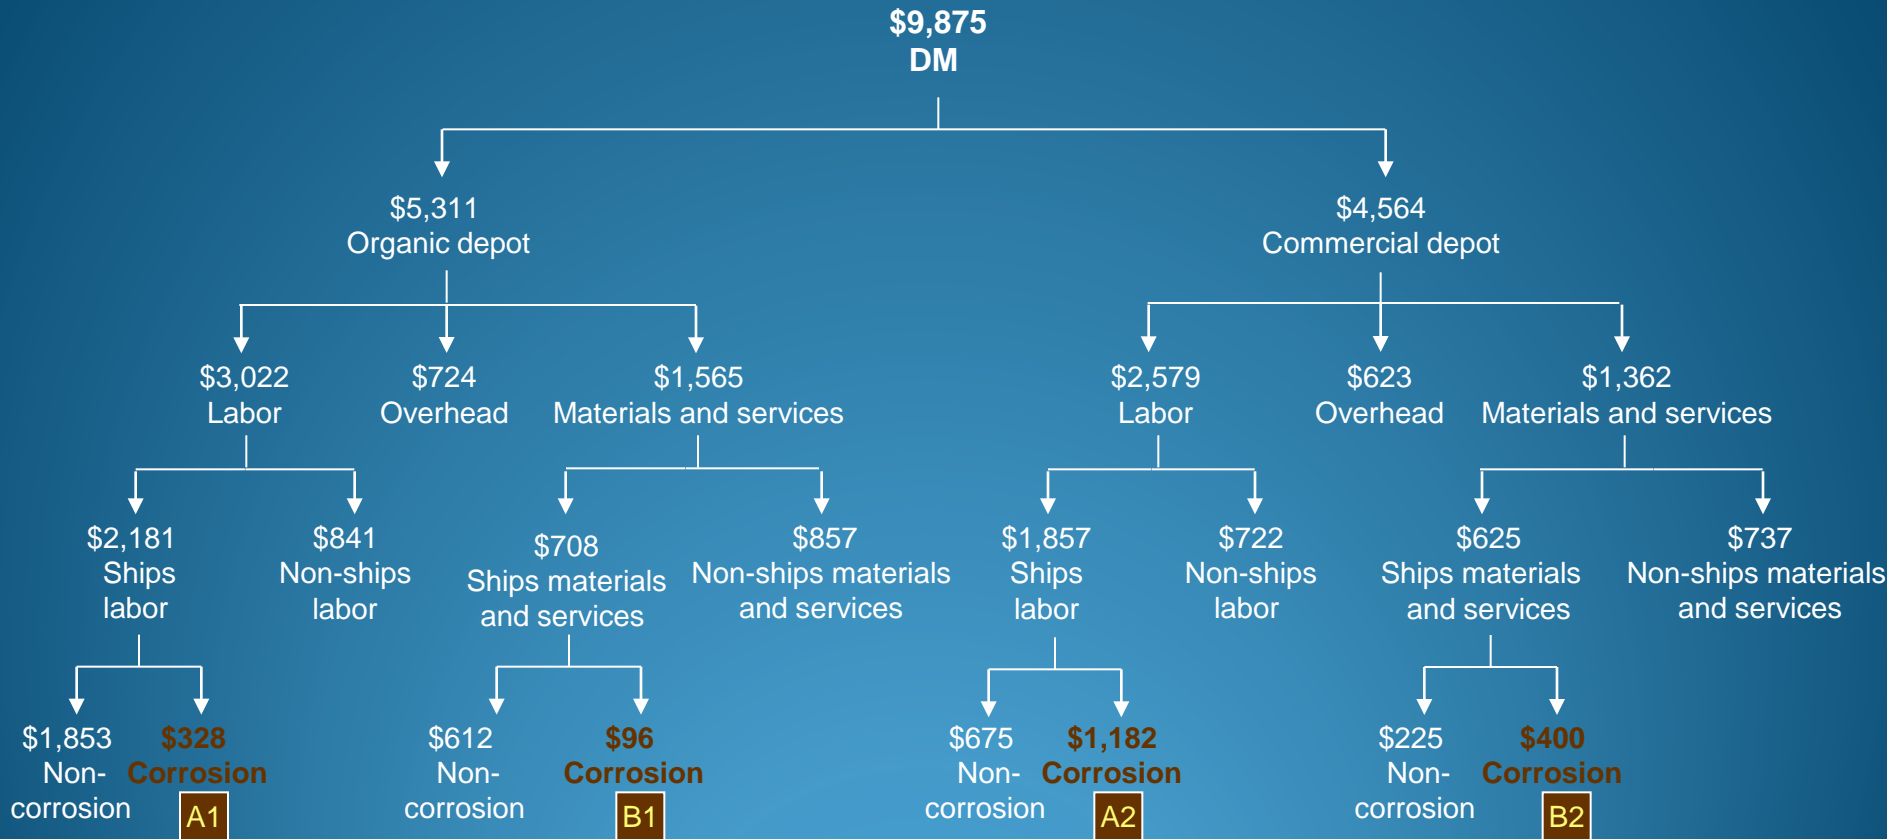 $9,875
DM
$5,311
Organic depot
$4,564
Commercial depot
$3,022
Labor
$724
Overhead
$1,565
Materials and services
$2,579
Labor
$623
Overhead
$1,362
Materials and services
$2,181
Ships
labor
$841
Non-ships
labor
$708
Ships materials
and services
$857
Non-ships materials
and services
$1,857
Ships
labor
$722
Non-ships
labor
$625
Ships materials
and services
$737
Non-ships materials
and services
$1,853
Non-
corrosion
$328
Corrosion
A1
$612
Non-
corrosion
$96
Corrosion
B1
$675
Non-
corrosion
$1,182
Corrosion
A2
$225
Non-
corrosion
$400
Corrosion
B2